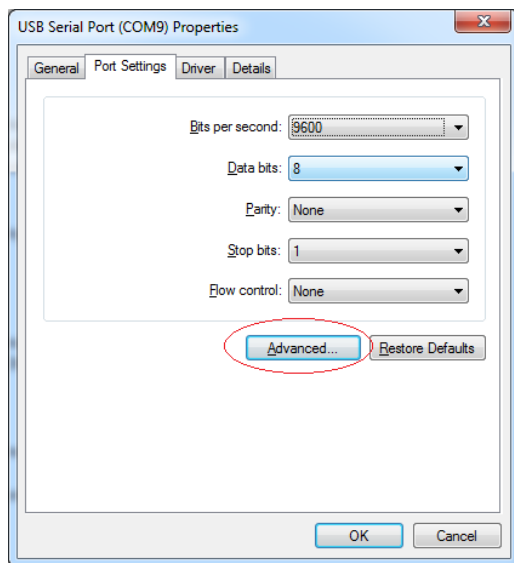 USB Serial Port (COM9) Properties
General Port Settings Driver Details
Bits per second: 9600
Data bits: 8
Parity: None
Stop bits: 1
Flow control: None
Advanced... Restore Defaults
OK Cancel